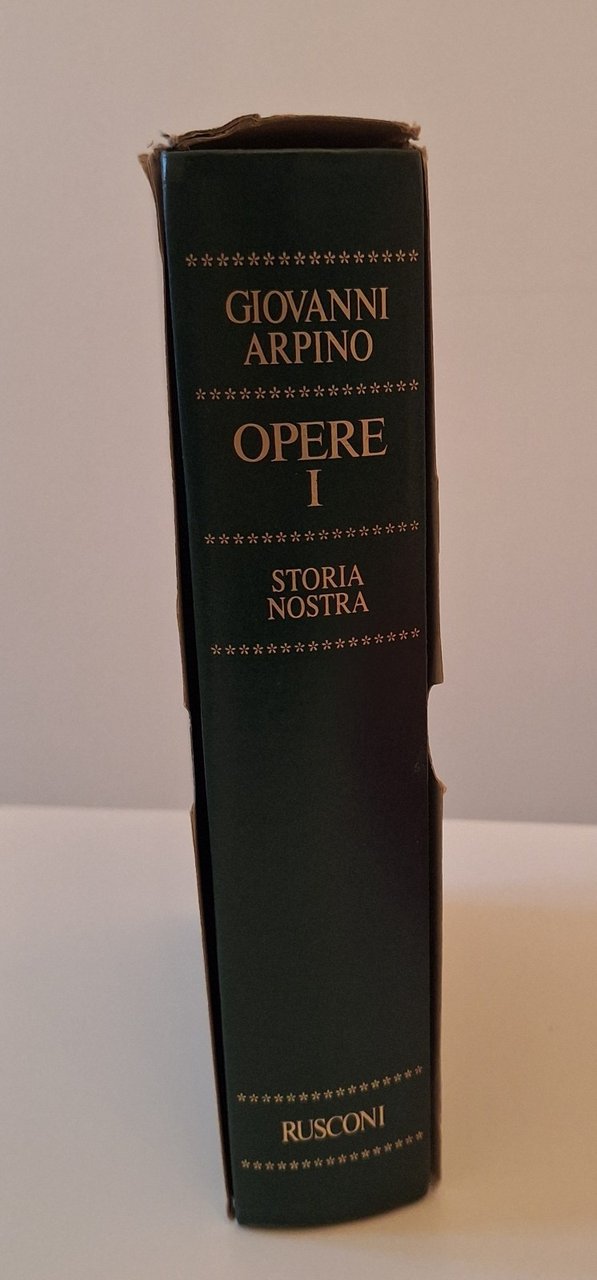 GIOVANNI
ARPINO
OPERE
I
STORIA
NOSTRA
RUSCONI